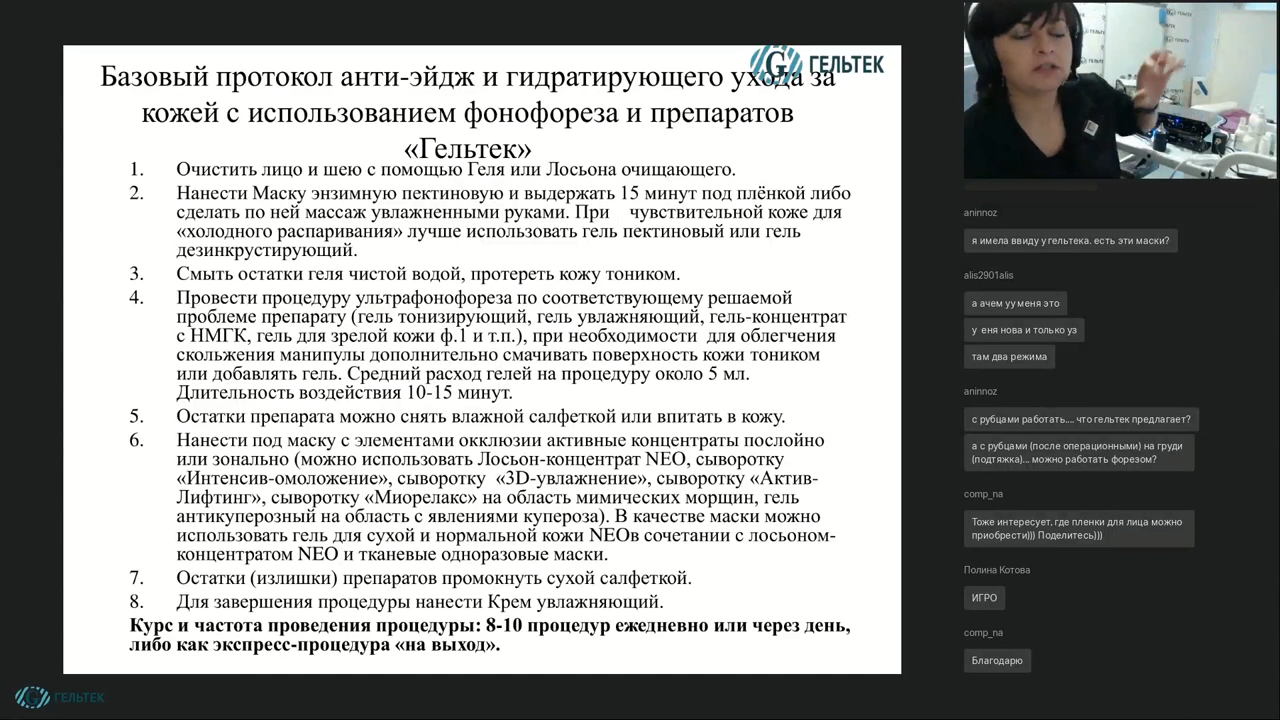 ГЕЛЬТЕК
Базовый протокол анти-эйдж и гидратирующего ухода за
кожей с использованием фонофореза и препаратов
«Гельтек»
1. Очистить лицо и шею с помощью Геля или Лосьона очищающего.
2. Нанести Маску энзимную пектиновую и выдержать 15 минут под плёнкой либо
сделать по ней массаж увлажненными руками. При чувствительной коже для
«холодного распаривания» лучше использовать гель пектиновый или гель
дезинкрустирующий.
3. Смыть остатки геля чистой водой, протереть кожу тоником.
4. Провести процедуру ультрафонофореза по соответствующему решаемой
проблеме препарату (гель тонизирующий, гель увлажняющий, гель-концентрат
с НМГК, гель для зрелой кожи ф.1 и т.п.), при необходимости для облегчения
скольжения манипулы дополнительно смачивать поверхность кожи тоником
или добавлять гель. Средний расход гелей на процедуру около 5 мл.
Длительность воздействия 10-15 минут.
5. Остатки препарата можно снять влажной салфеткой или впитать в кожу.
6. Нанести под маску с элементами окклюзии активные концентраты послойно
или зонально (можно использовать Лосьон-концентрат NEO, сыворотку
«Интенсив-омоложение», сыворотку «3D-увлажнение», сыворотку «Актив-
Лифтинг», сыворотку «Миорелакс» на область мимических морщин, гель
антикуперозный на область с явлениями купероза). В качестве маски можно
использовать гель для сухой и нормальной кожи NEOв сочетании с лосьоном-
концентратом NEO и тканевые одноразовые маски.
7. Остатки (излишки) препаратов промокнуть сухой салфеткой.
8. Для завершения процедуры нанести Крем увлажняющий.
Курс и частота проведения процедуры: 8-10 процедур ежедневно или через день,
либо как экспресс-процедура «на выход».
ГЕЛЬТЕК
ГЕЛЬТЕК
aninnoz
я имела ввиду у гельтека. есть эти маски?
alis2901alis
а ачем уу меня это
у еня нова и только уз
там два режима
aninnoz
с рубцами работать.... что гельтек предлагает?
а с рубцами (после операционными) на груди
(подтяжка)... можно работать форезом?
comp_na
Тоже интересует, где пленки для лица можно
приобрести))) Поделитесь)))
Полина Котова
ИГРО
comp_na
Благодарю